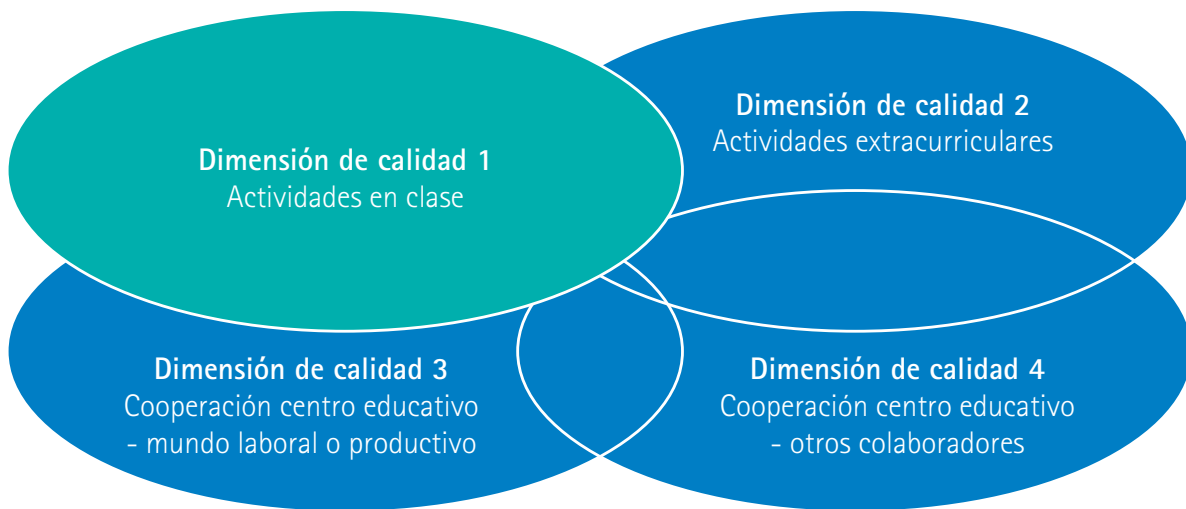 Dimensión de calidad 1
Actividades en clase
Dimensión de calidad 2
Actividades extracurriculares
Dimensión de calidad 3
Cooperación centro educativo
- mundo laboral o productivo
Dimensión de calidad 4
Cooperación centro educativo
- otros colaboradores